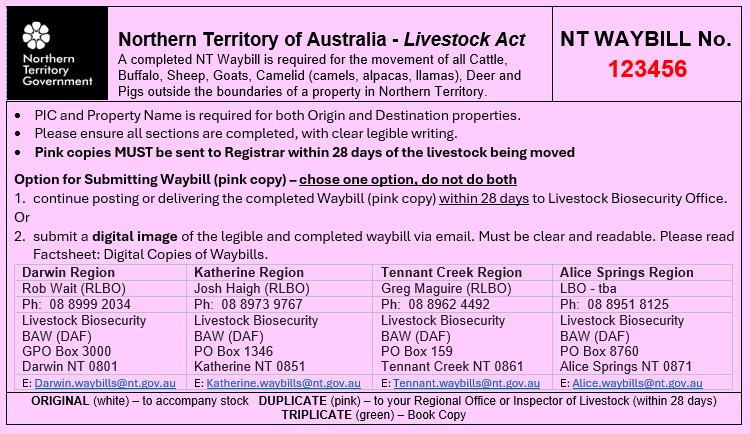 Northern Territory of Australia - Livestock Act
NT WAYBILL No.
123456
Northern
Territory
Government
A completed NT Waybill is required for the movement of all Cattle,
Buffalo, Sheep, Goats, Camelid (camels, alpacas, llamas), Deer and
Pigs outside the boundaries of a property in Northern Territory.
• PIC and Property Name is required for both Origin and Destination properties.
• Please ensure all sections are completed, with clear legible writing.
• Pink copies MUST be sent to Registrar within 28 days of the livestock being moved
Option for Submitting Waybill (pink copy) – chose one option, do not do both
1. continue posting or delivering the completed Waybill (pink copy) within 28 days to Livestock Biosecurity Office.
Or
2. submit a digital image of the legible and completed waybill via email. Must be clear and readable. Please read
Factsheet: Digital Copies of Waybills.
Darwin Region Katherine Region Tennant Creek Region Alice Springs Region
Rob Wait (RLBO) Josh Haigh (RLBO) Greg Maguire (RLBO) LBO - tba
Ph: 08 8999 2034 Ph: 08 8973 9767 Ph: 08 8962 4492 Ph: 08 8951 8125
Livestock Biosecurity Livestock Biosecurity Livestock Biosecurity Livestock Biosecurity
BAW (DAF) BAW (DAF) BAW (DAF) BAW (DAF)
GPO Box 3000 PO Box 1346 PO Box 159 PO Box 8760
Darwin NT 0801 Katherine NT 0851 Tennant Creek NT 0861 Alice Springs NT 0871
E: Darwin.waybills@nt.gov.au E: Katherine.waybills@nt.gov.au E: Tennant.waybills@nt.gov.au E: Alice.waybills@nt.gov.au
ORIGINAL (white) – to accompany stock DUPLICATE (pink) – to your Regional Office or Inspector of Livestock (within 28 days)
TRIPLICATE (green) – Book Copy